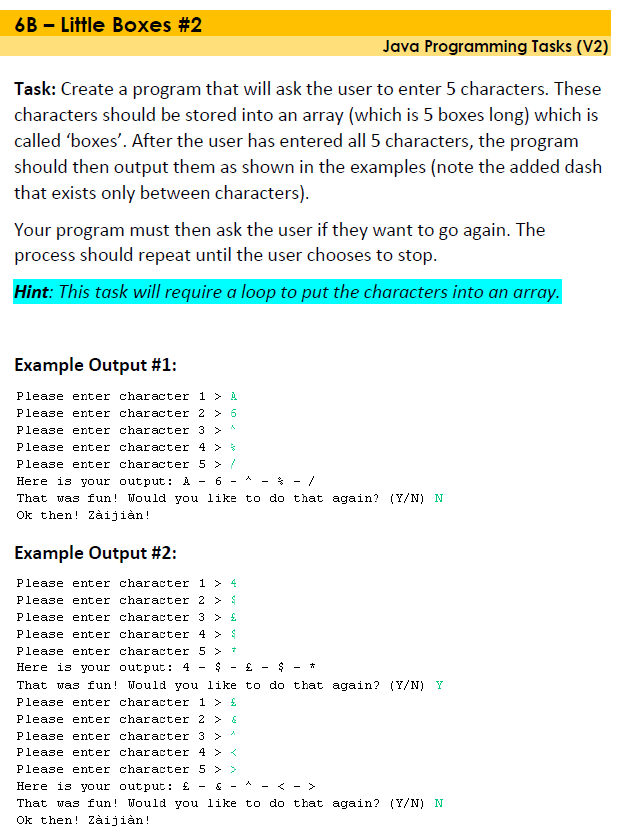 6B – Little Boxes #2
Java Programming Tasks (V2)
Task: Create a program that will ask the user to enter 5 characters. These
characters should be stored into an array (which is 5 boxes long) which is
called ‘boxes’. After the user has entered all 5 characters, the program
should then output them as shown in the examples (note the added dash
that exists only between characters).
Your program must then ask the user if they want to go again. The
process should repeat until the user chooses to stop.
Hint: This task will require a loop to put the characters into an array.
Example Output #1:
Please enter character 1 > A
Please enter character 2 > 6
Please enter character 3 > ^
Please enter character 4 > %
Please enter character 5 > /
Here is your output: A - 6 - ^ - % - /
That was fun! Would you like to do that again? (Y/N) N
Ok then! Zàijiàn!
Example Output #2:
Please enter character 1 > 4
Please enter character 2 > $
Please enter character 3 > £
Please enter character 4 > $
Please enter character 5 > *
Here is your output: 4 - $ - £ - $ - *
That was fun! Would you like to do that again? (Y/N) Y
Please enter character 1 > £
Please enter character 2 > &
Please enter character 3 > ^
Please enter character 4 > <
Please enter character 5 > >
Here is your output: £ - & - ^ - < - >
That was fun! Would you like to do that again? (Y/N) N
Ok then! Zàijiàn!